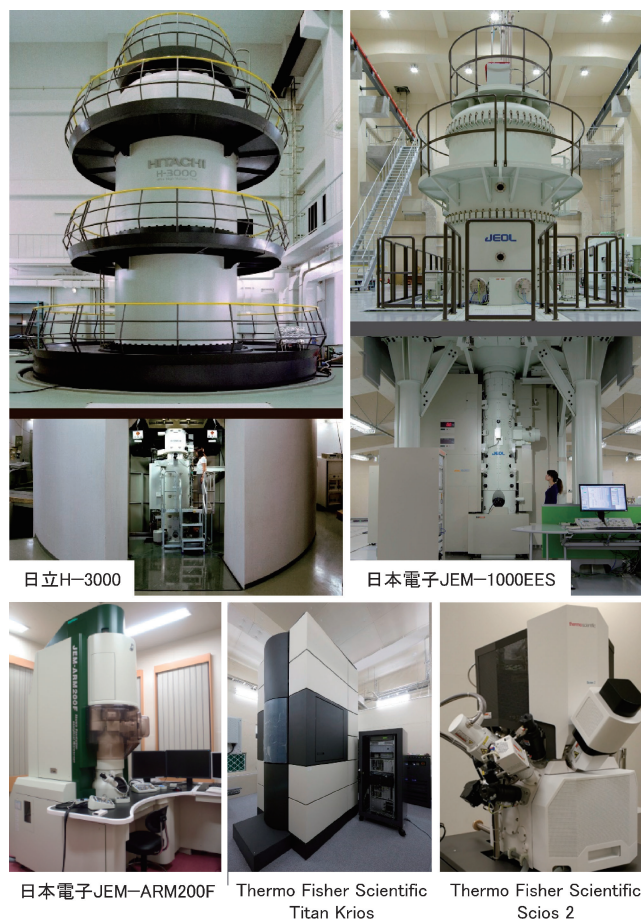 HITACHI
H-3000
JEOL
JEOL
日立H-3000
日本電子JEM-1000EES
JEM-ARM200F
日本電子JEM-ARM200F
Thermo Fisher Scientific
Titan Krios
Thermo Fisher Scientific
Scios 2